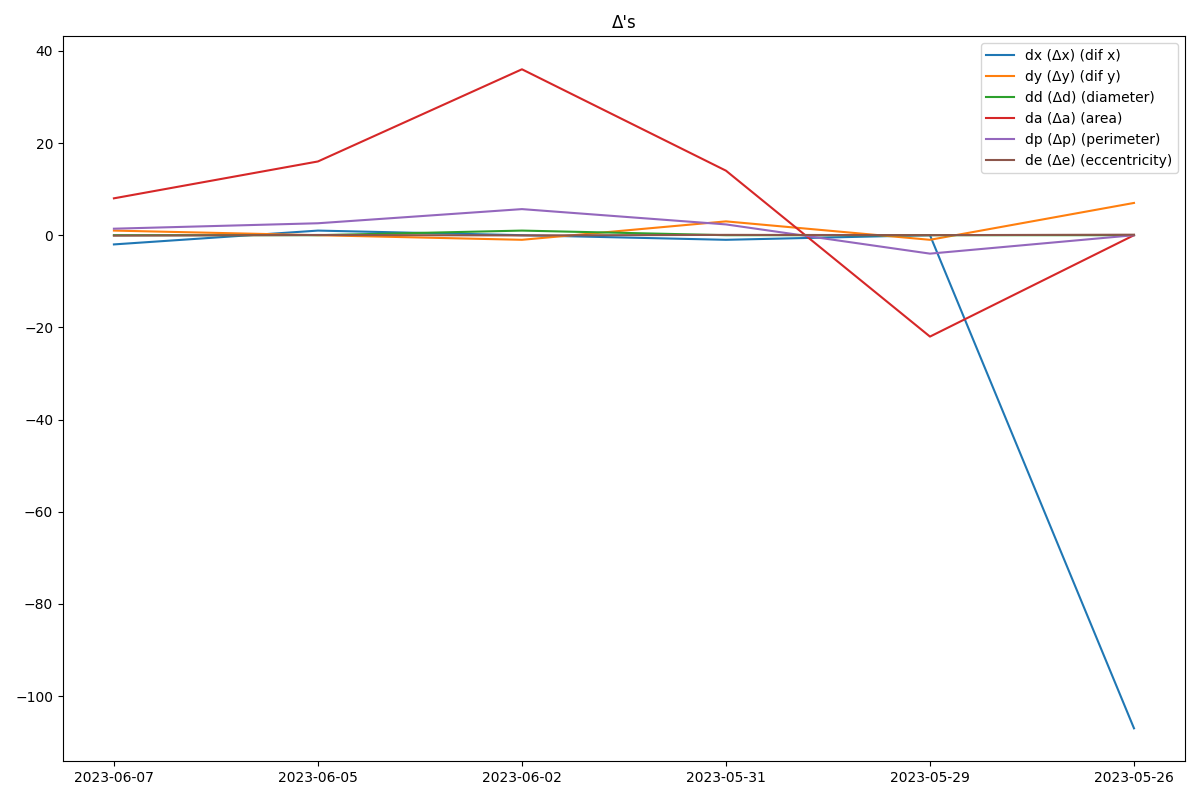 Δ's
dx (Δx) (dif x)
dy (Δy) (dif y)
dd (Δd) (diameter)
da (Δa) (area)
dp (Δp) (perimeter)
de (Δe) (eccentricity)
40
20
0
−20
−40
−60
−80
−100
2023-06-07 2023-06-05 2023-06-02 2023-05-31 2023-05-29 2023-05-26